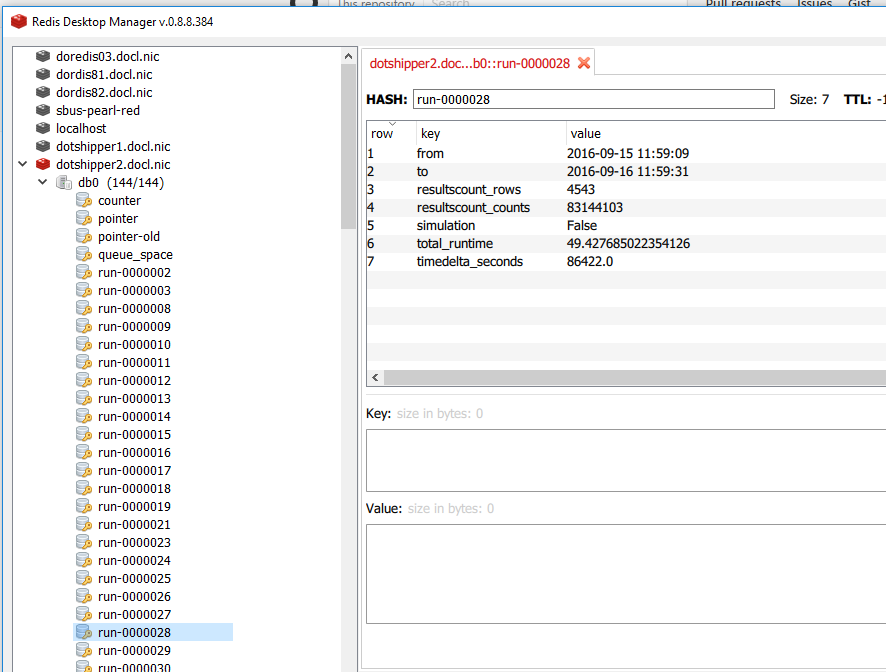 This repository Search Pull requests Issues Gist
Redis Desktop Manager v.0.8.8.384
doredis03.docl.nic
dordis81.docl.nic
dordis82.docl.nic
sbus-pearl-red
localhost
dotshipper1.docl.nic
dotshipper2.docl.nic
db0 (144/144)
counter
pointer
pointer-old
queue_space
run-0000002
run-0000003
run-0000008
run-0000009
run-0000010
run-0000011
run-0000012
run-0000013
run-0000014
run-0000015
run-0000016
run-0000017
run-0000018
run-0000019
run-0000021
run-0000023
run-0000024
run-0000025
run-0000026
run-0000027
run-0000028
run-0000029
run-0000030
dotshipper2.doc...b0::run-0000028
HASH: run-0000028 Size: 7 TTL: -1
row key value
1 from 2016-09-15 11:59:09
2 to 2016-09-16 11:59:31
3 resultscount_rows 4543
4 resultscount_counts 83144103
5 simulation False
6 total_runtime 49.427685022354126
7 timedelta_seconds 86422.0
Key: size in bytes: 0
Value: size in bytes: 0